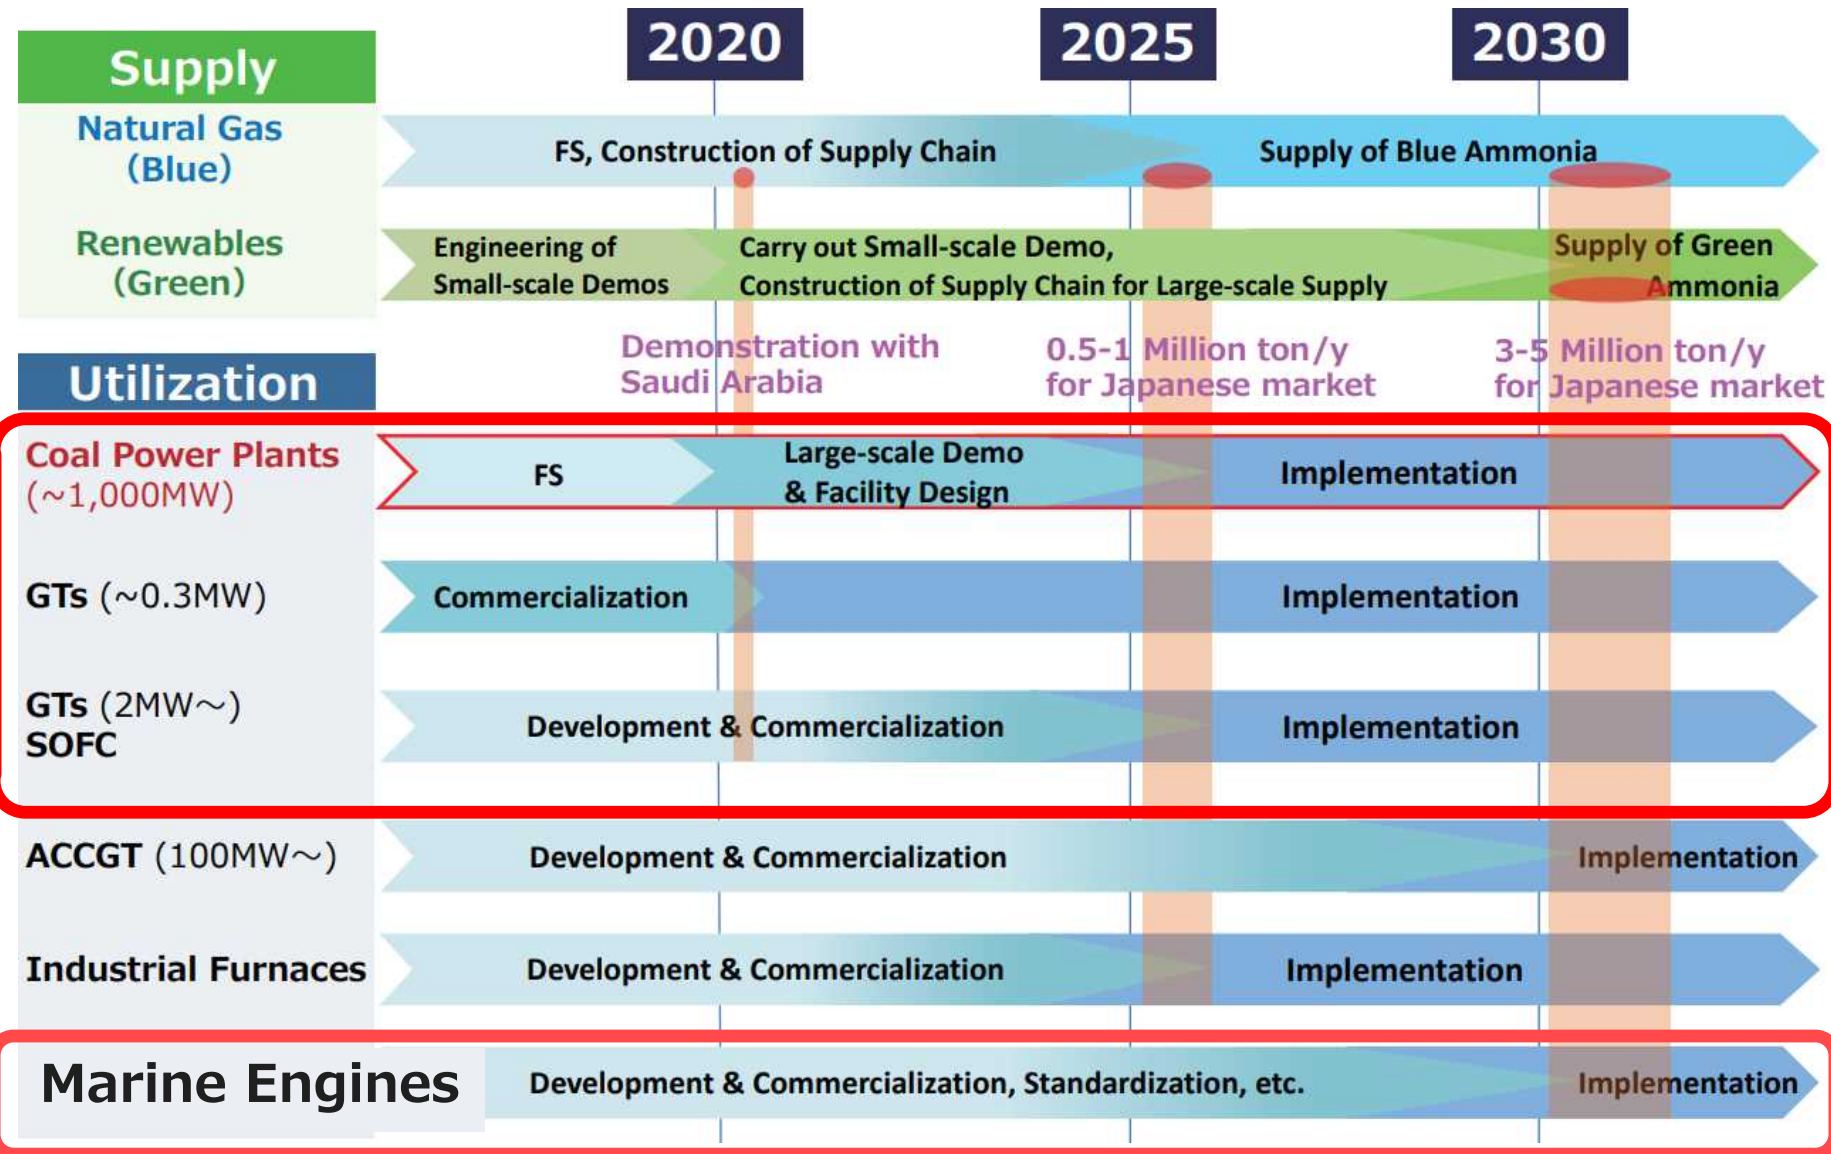 2020
2025
2030
Supply
Natural Gas
(Blue)
FS, Construction of Supply Chain
Supply of Blue Ammonia
Renewables
(Green)
Engineering of
Small-scale Demos
Carry out Small-scale Demo,
Construction of Supply Chain for Large-scale Supply
Supply of Green
Ammonia
Demonstration with
Saudi Arabia
0.5-1 Million ton/y
for Japanese market
3-5 Million ton/y
for Japanese market
Utilization
Coal Power Plants
(~1,000MW)
FS
Large-scale Demo
& Facility Design
Implementation
GTs (~0.3MW)
Commercialization
Implementation
GTs (2MW～)
SOFC
Development & Commercialization
Implementation
ACCGT (100MW～)
Development & Commercialization
Implementation
Industrial Furnaces
Development & Commercialization
Implementation
Marine Engines
Development & Commercialization, Standardization, etc.
Implementation